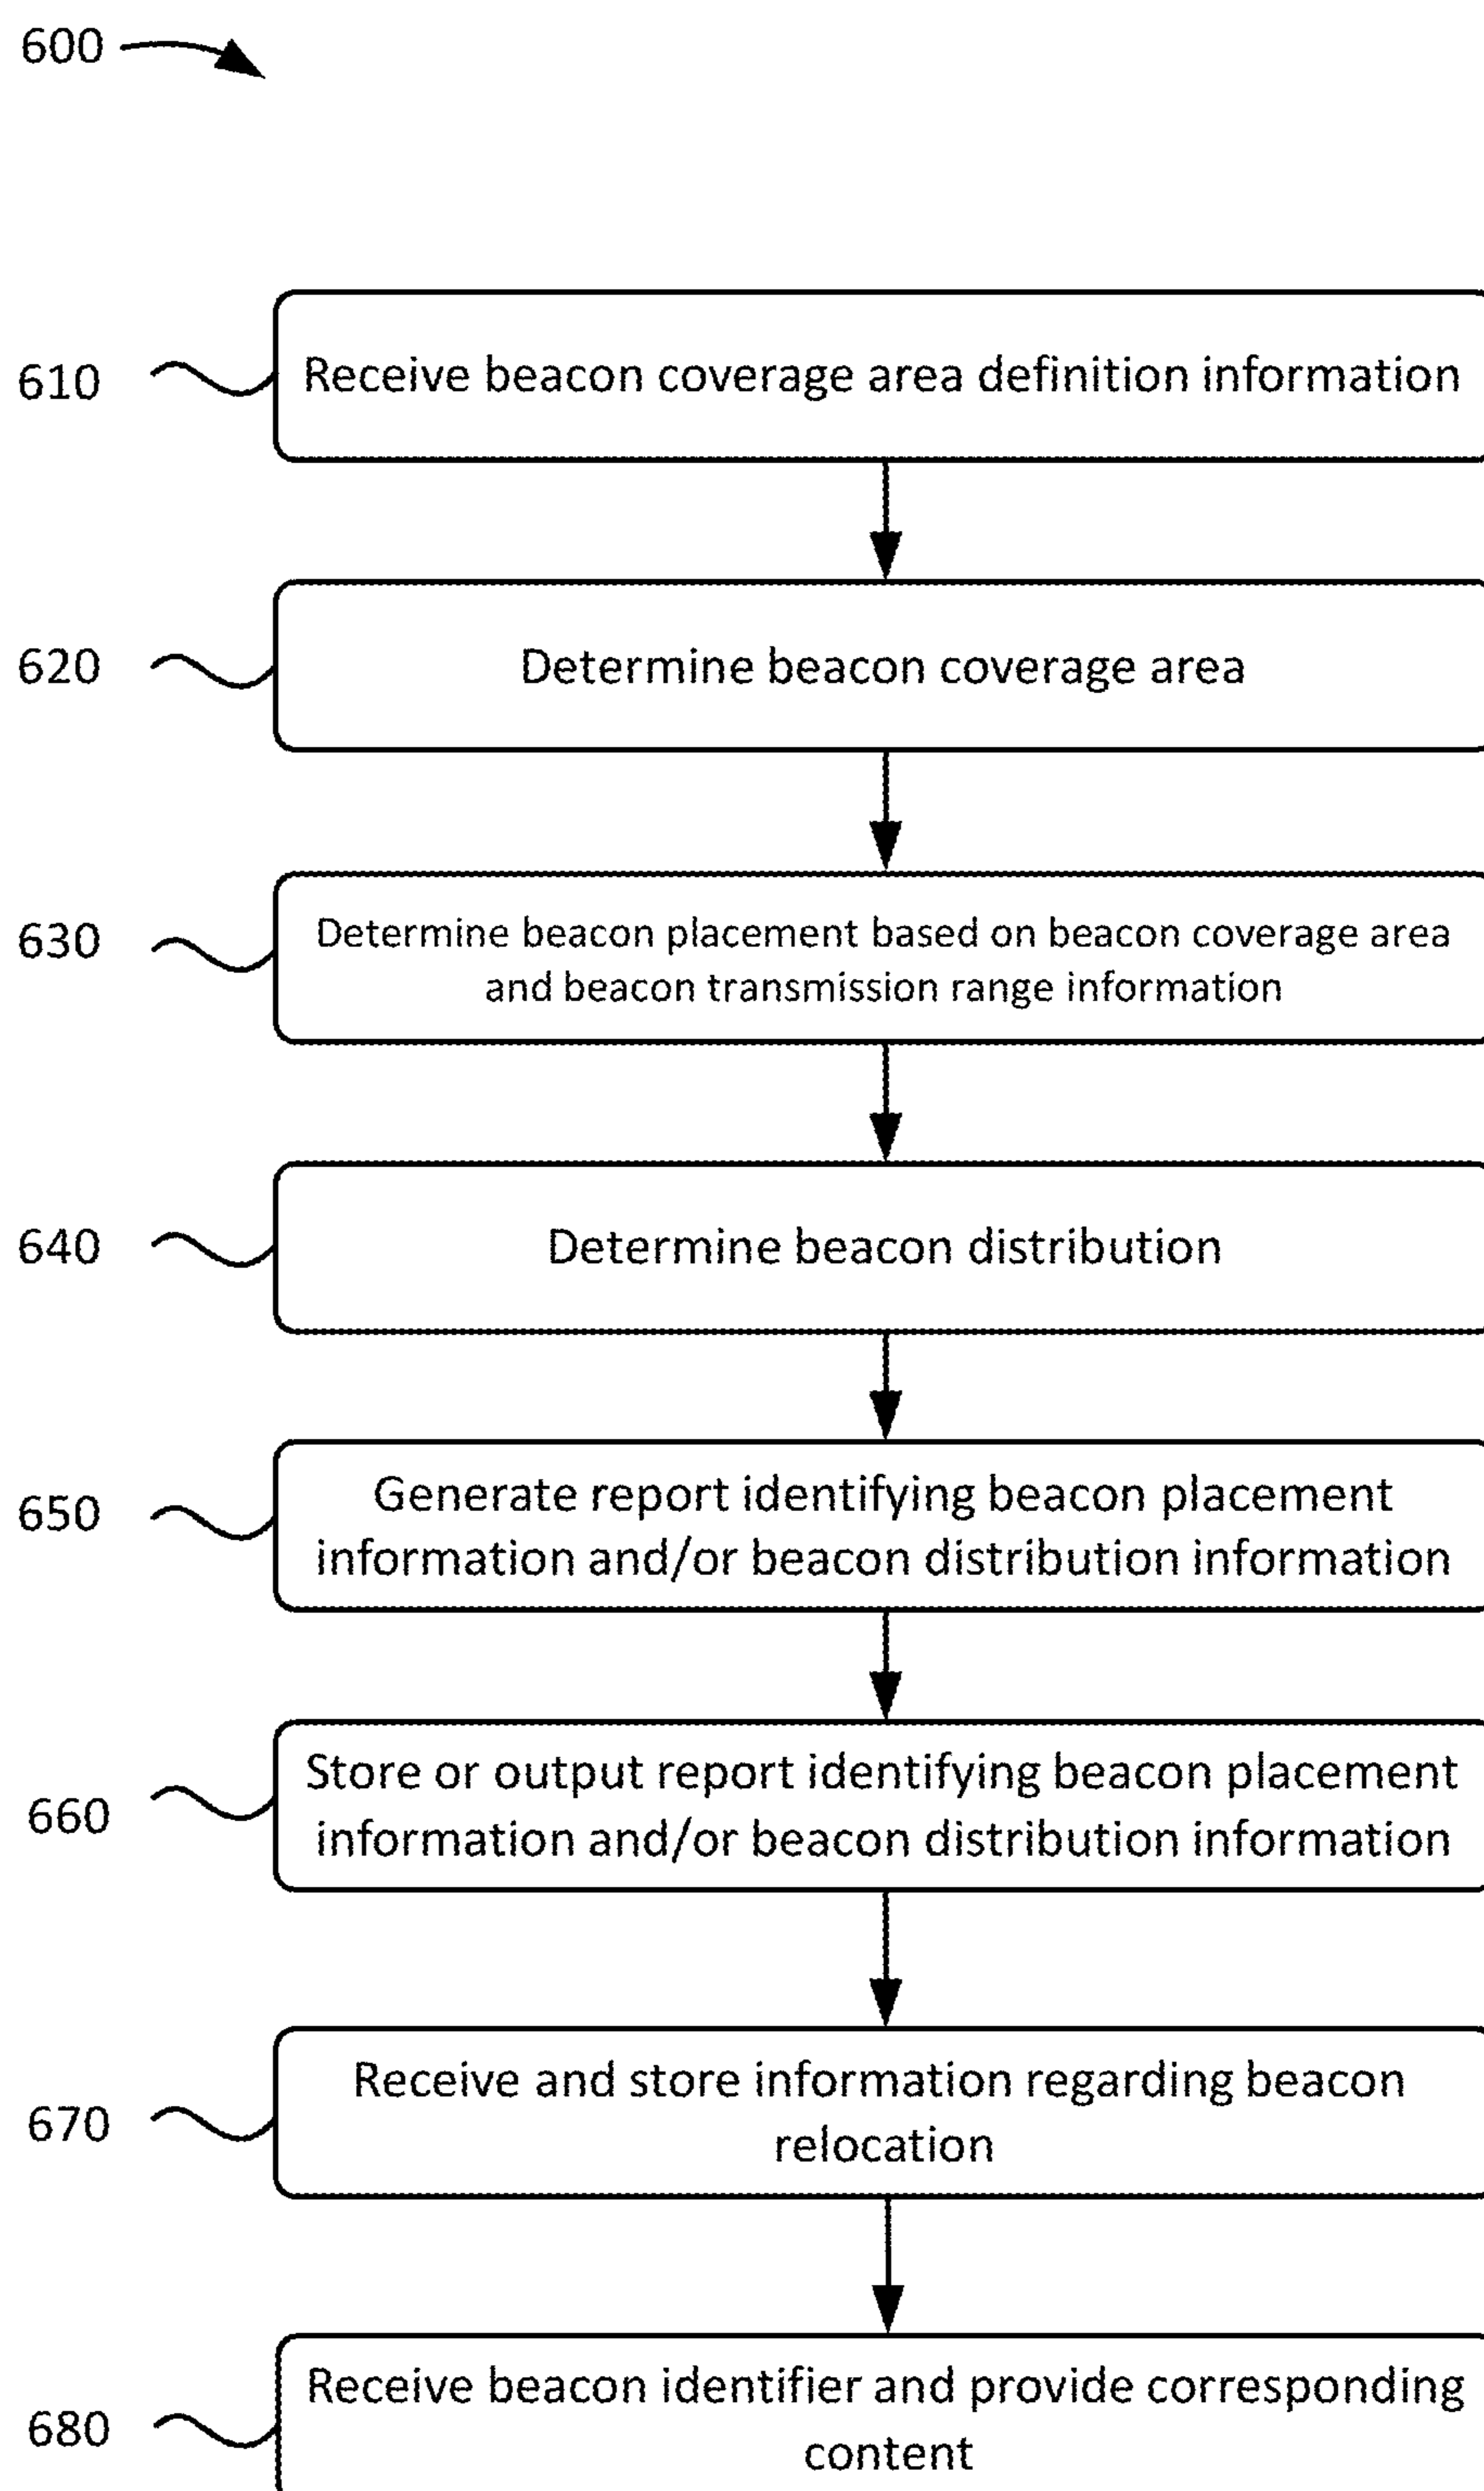 600
610
Receive beacon coverage area definition information
620
Determine beacon coverage area
630
Determine beacon placement based on beacon coverage area
and beacon transmission range information
640
Determine beacon distribution
650
Generate report identifying beacon placement
information and/or beacon distribution information
660
Store or output report identifying beacon placement
information and/or beacon distribution information
670
Receive and store information regarding beacon
relocation
680
Receive beacon identifier and provide corresponding
content